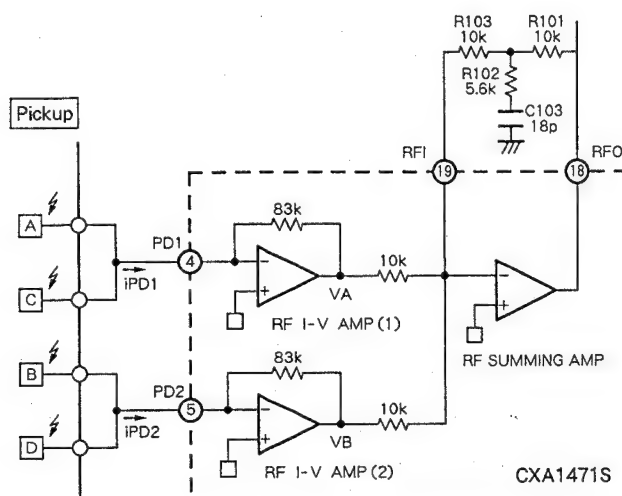 R103
10k
R101
10k
R102
5.6k
C103
18p
Pickup
RFI
19
RFO
18
A
C
iPD1
PD1
4
83k
VA
10k
RF I-V AMP (1)
B
D
iPD2
PD2
5
83k
VB
10k
RF I-V AMP (2)
RF SUMMING AMP
CXA1471S